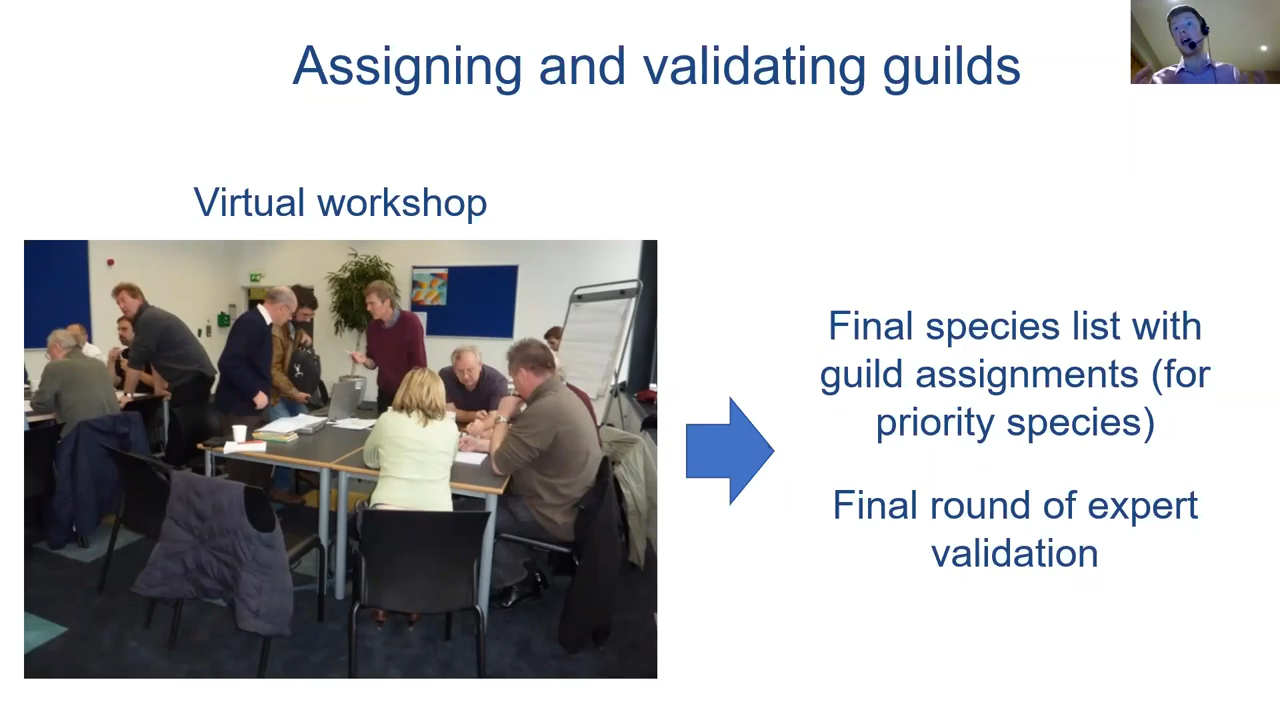 Assigning and validating guilds
Virtual workshop
Final species list with
guild assignments (for
priority species)
Final round of expert
validation